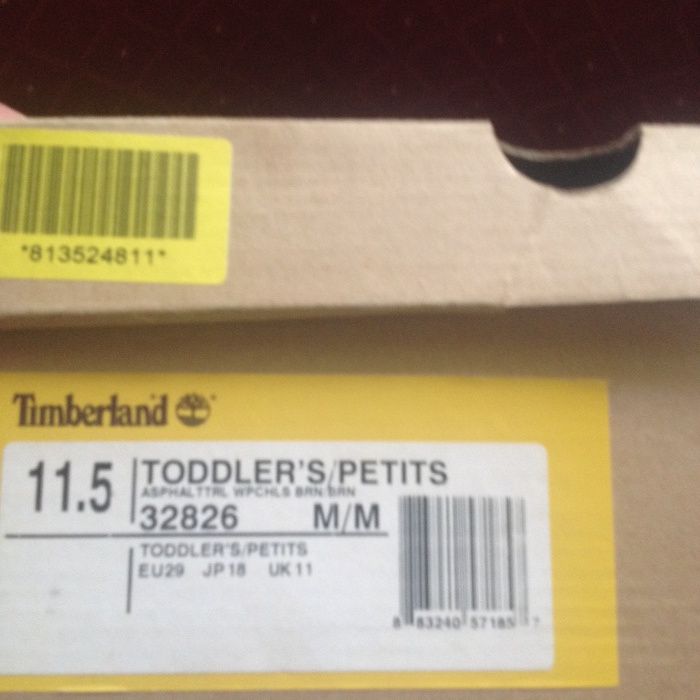 *813524811*
Timberland
11.5
TODDLER'S/PETITS
ASPHALTTRL WPCHLS BRN/BRN
32826 M/M
TODDLER'S/PETITS
EU29 JP18 UK11
8 83240 57185 7